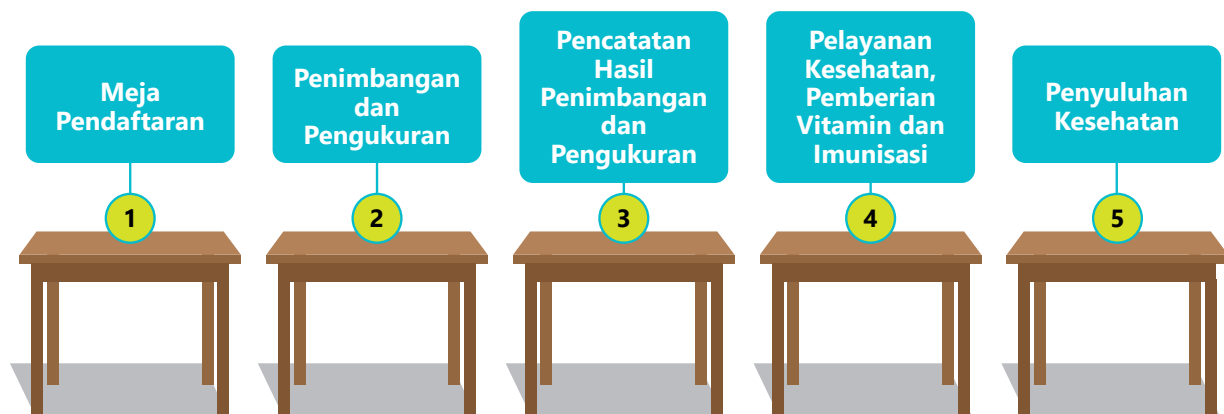 Meja
Pendaftaran
1
Penimbangan
dan
Pengukuran
2
Pencatatan
Hasil
Penimbangan
dan
Pengukuran
3
Pelayanan
Kesehatan,
Pemberian
Vitamin dan
Imunisasi
4
Penyuluhan
Kesehatan
5